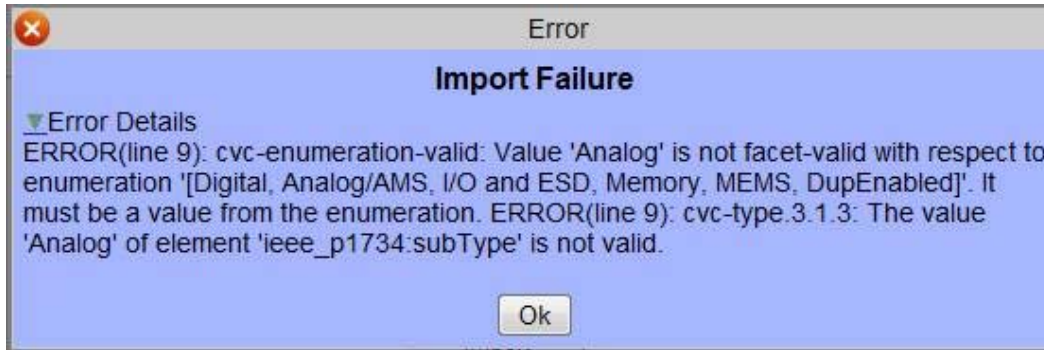 Error
Import Failure
Error Details
ERROR(line 9): cvc-enumeration-valid: Value 'Analog' is not facet-valid with respect to
enumeration '[Digital, Analog/AMS, I/O and ESD, Memory, MEMS, DupEnabled]'. It
must be a value from the enumeration. ERROR(line 9): cvc-type.3.1.3: The value
'Analog' of element 'ieee_p1734:subType' is not valid.
Ok